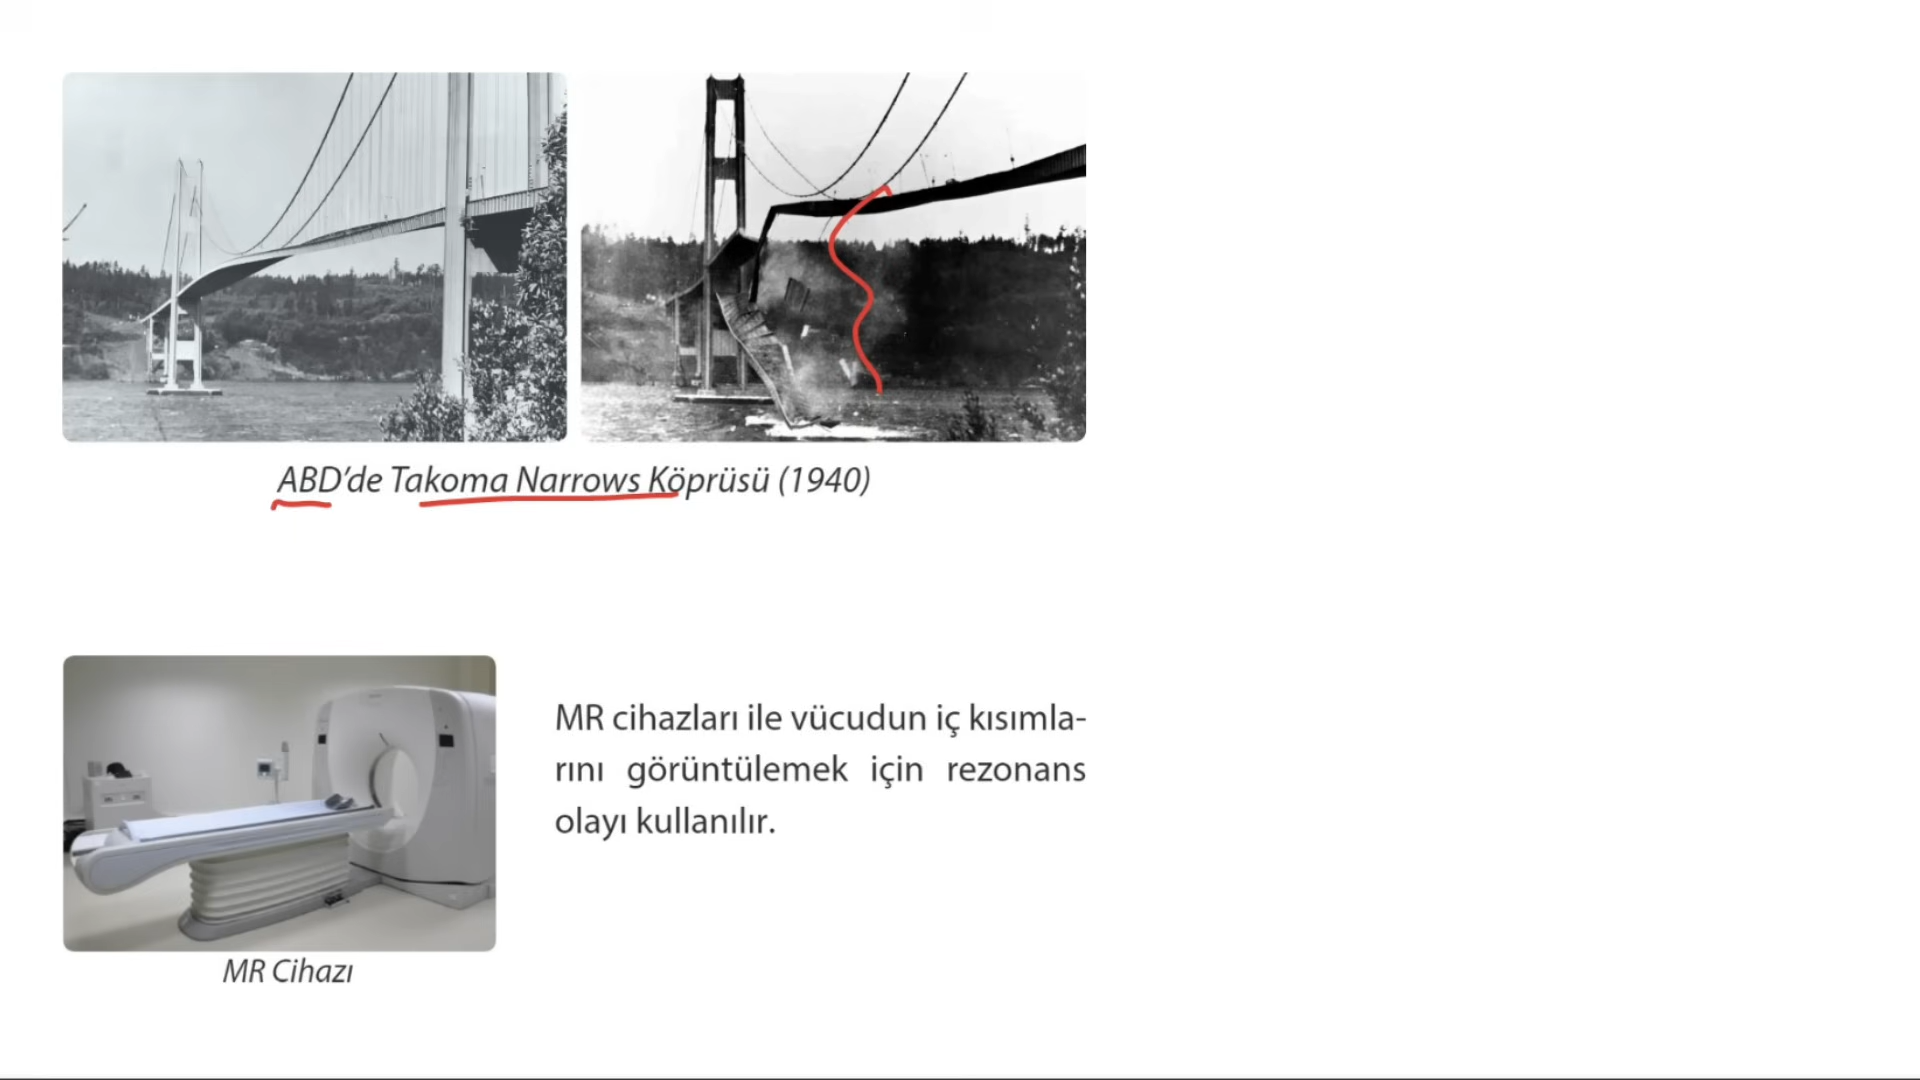 ABD’de Takoma Narrows Köprüsü (1940)
MR cihazları ile vücudun iç kısımla-
rını görüntülemek için rezonans
olayı kullanılır.
MR Cihazı